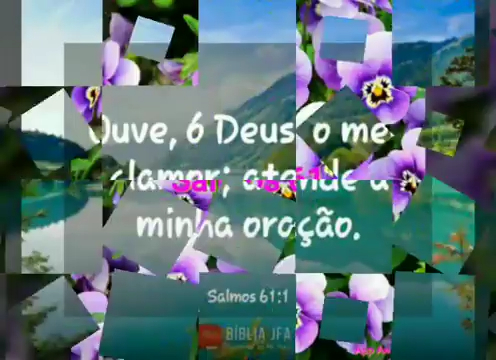 Ouve, ó Deus, o meu
clamor; atende à
minha oração.
Salmos 61:1
BÍBLIA JFA